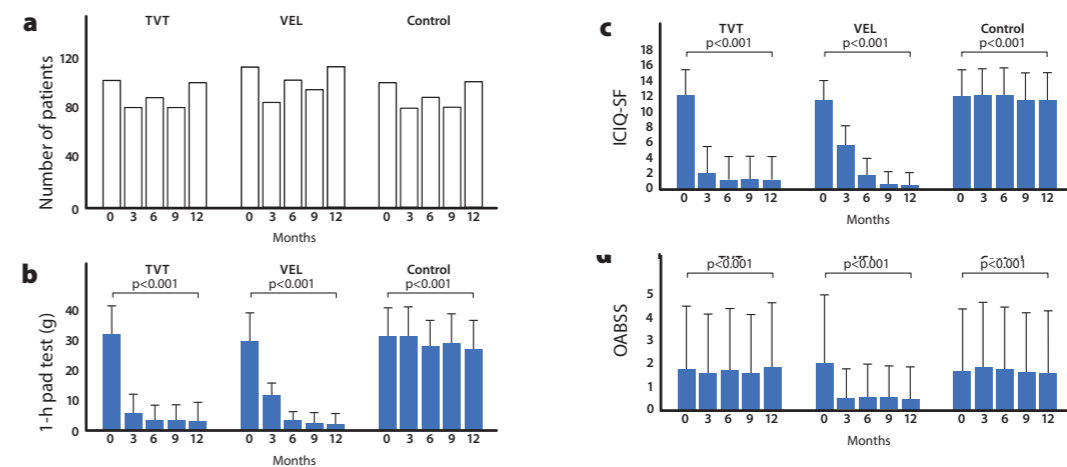 a
TVT VEL Control
Number of patients
120
80
40
0
0 3 6 9 12 0 3 6 9 12 0 3 6 9 12
Months
b
TVT VEL Control
p<0.001 p<0.001 p<0.001
1-h pad test (g)
40
30
20
10
0
0 3 6 9 12 0 3 6 9 12 0 3 6 9 12
Months
c
TVT VEL Control
p<0.001 p<0.001 p<0.001
ICIQ-SF
18
16
14
12
10
8
6
4
2
0
0 3 6 9 12 0 3 6 9 12 0 3 6 9 12
Months
p<0.001 p<0.001 p<0.001
OABSS
5
4
3
2
1
0
0 3 6 9 12 0 3 6 9 12 0 3 6 9 12
Months